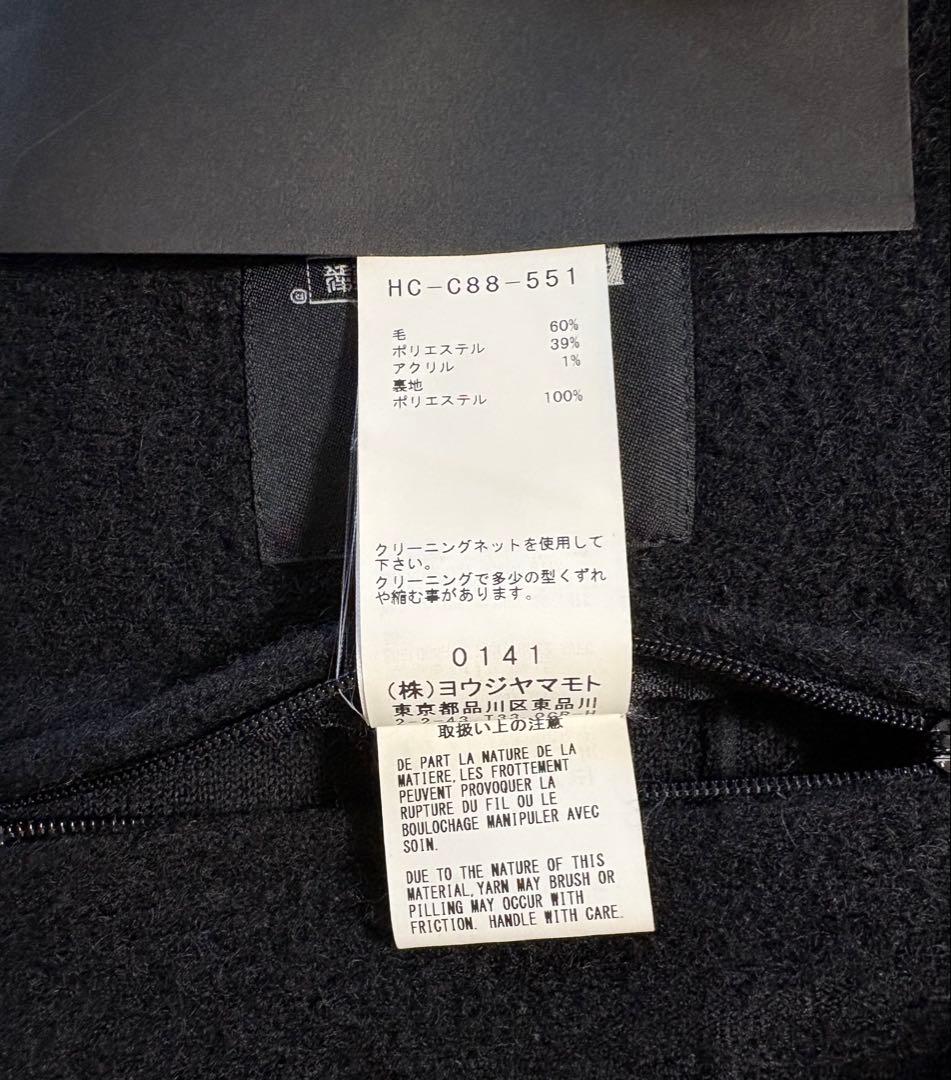 HC-C88-551
毛 60%
ポリエステル 39%
アクリル 1%
裏地
ポリエステル 100%
クリーニングネットを使用して
下さい。
クリーニングで多少の型くずれ
や縮む事があります。
0141
(株)ヨウジヤマモト
東京都品川区東品川
取扱い上の注意
DE PART LA NATURE DE LA
MATIERE,LES FROTTEMENT
PEUVENT PROVOQUER LA
RUPTURE DU FIL OU LE
BOULOCHAGE MANIPULER AVEC
SOIN.
DUE TO THE NATURE OF THIS
MATERIAL,YARN MAY BRUSH OR
PILLING MAY OCCUR WITH
FRICTION. HANDLE WITH CARE.